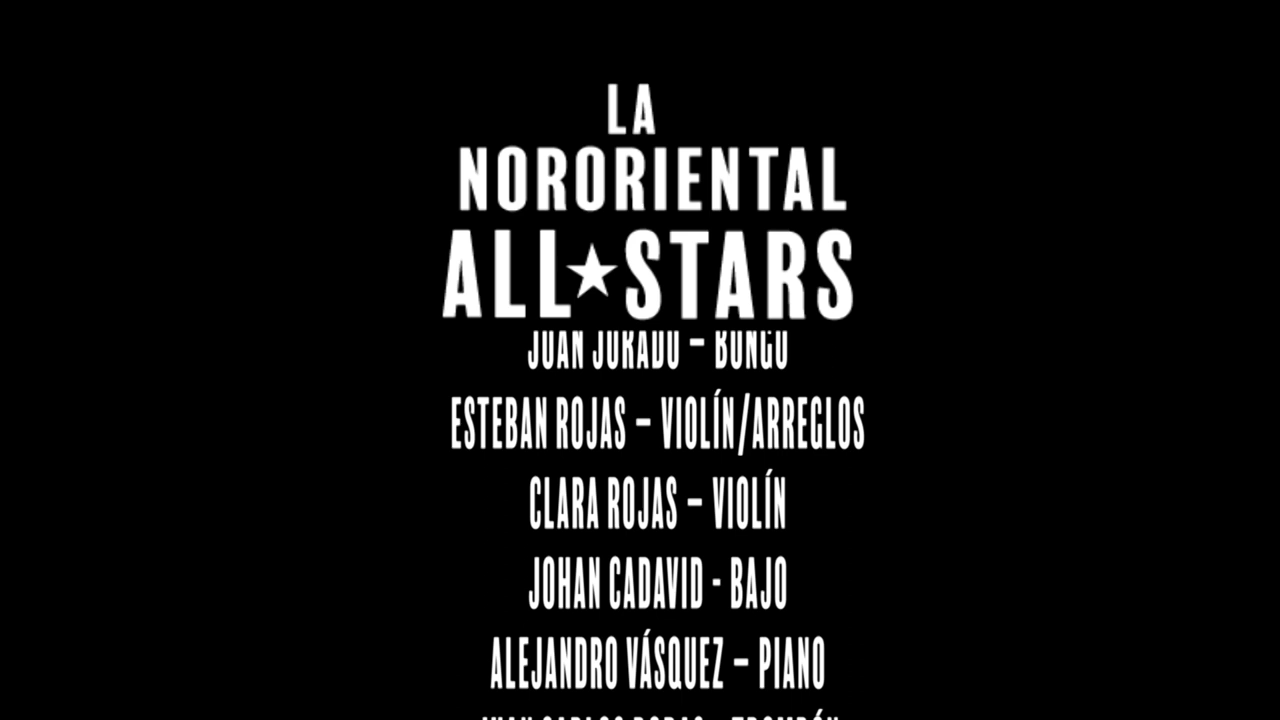 LA
NORORIENTAL
ALL★STARS
JUAN JURADO – BONGO
ESTEBAN ROJAS – VIOLÍN/ARREGLOS
CLARA ROJAS – VIOLÍN
JOHAN CADAVID - BAJO
ALEJANDRO VÁSQUEZ – PIANO